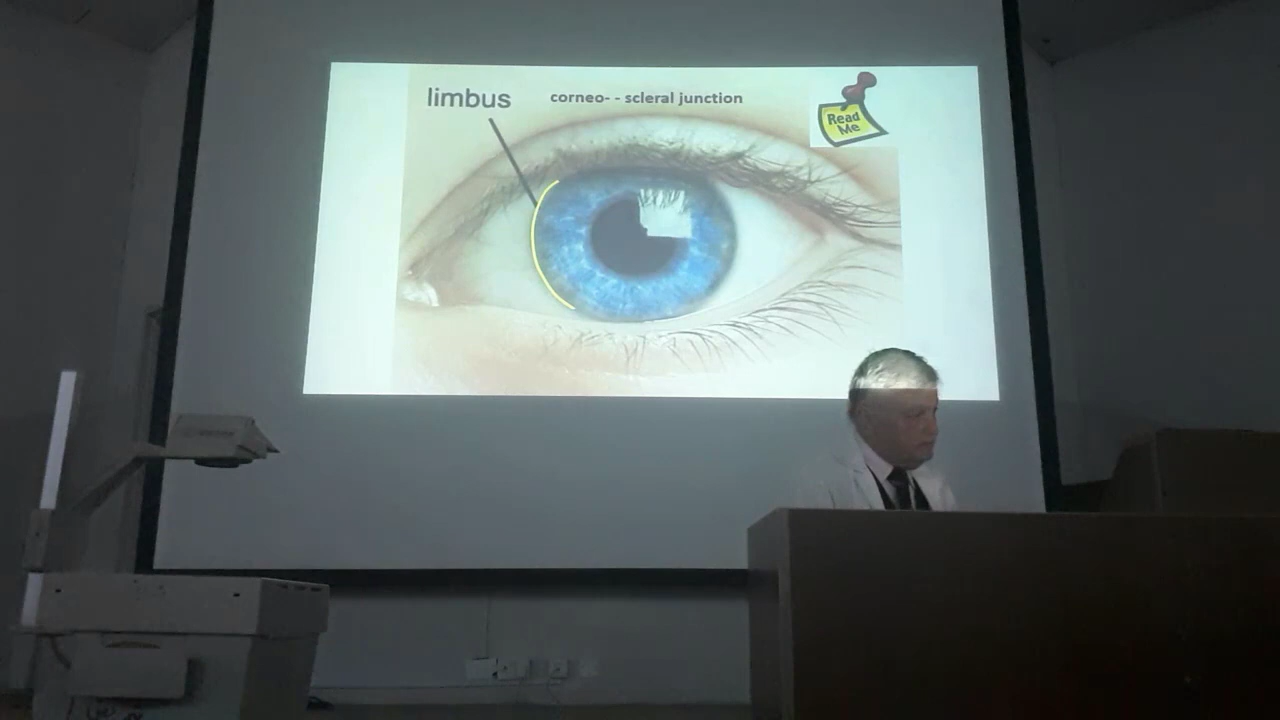 limbus
corneo- - scleral junction
Read
Me